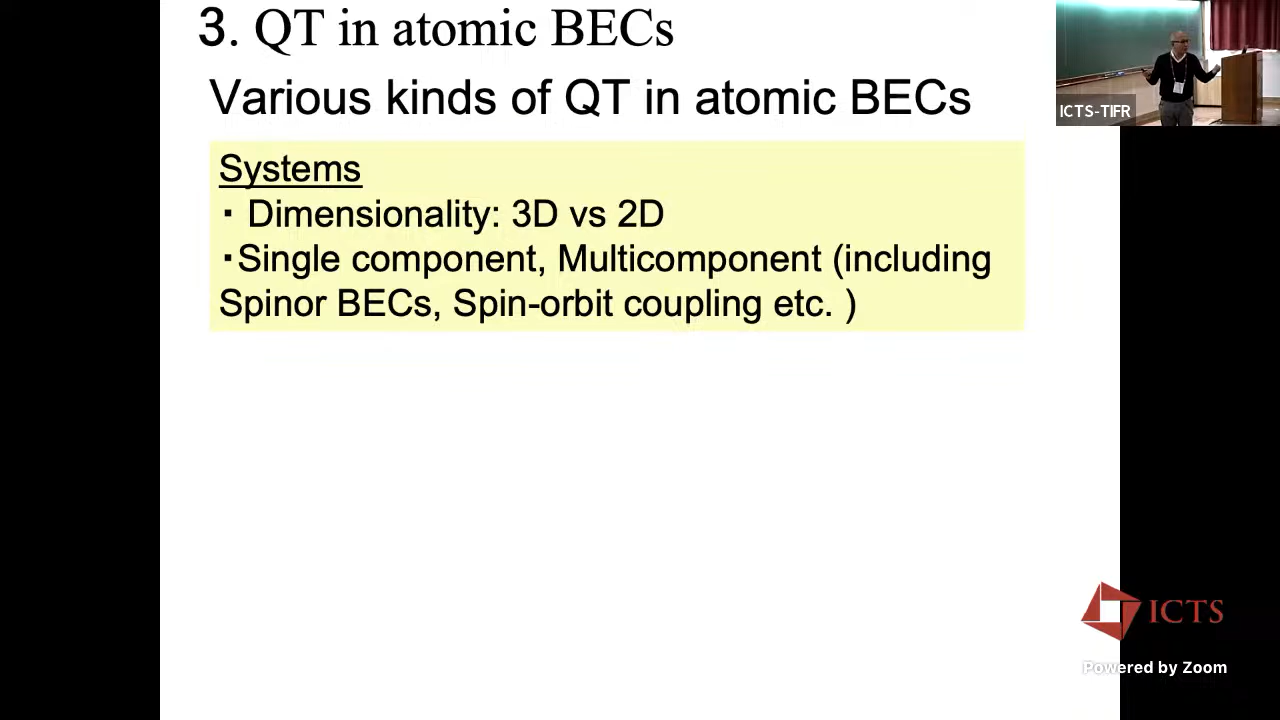 3. QT in atomic BECs
Various kinds of QT in atomic BECs
Systems
・Dimensionality: 3D vs 2D
・Single component, Multicomponent (including
Spinor BECs, Spin-orbit coupling etc. )
ICTS-TIFR
ICTS
Powered by Zoom